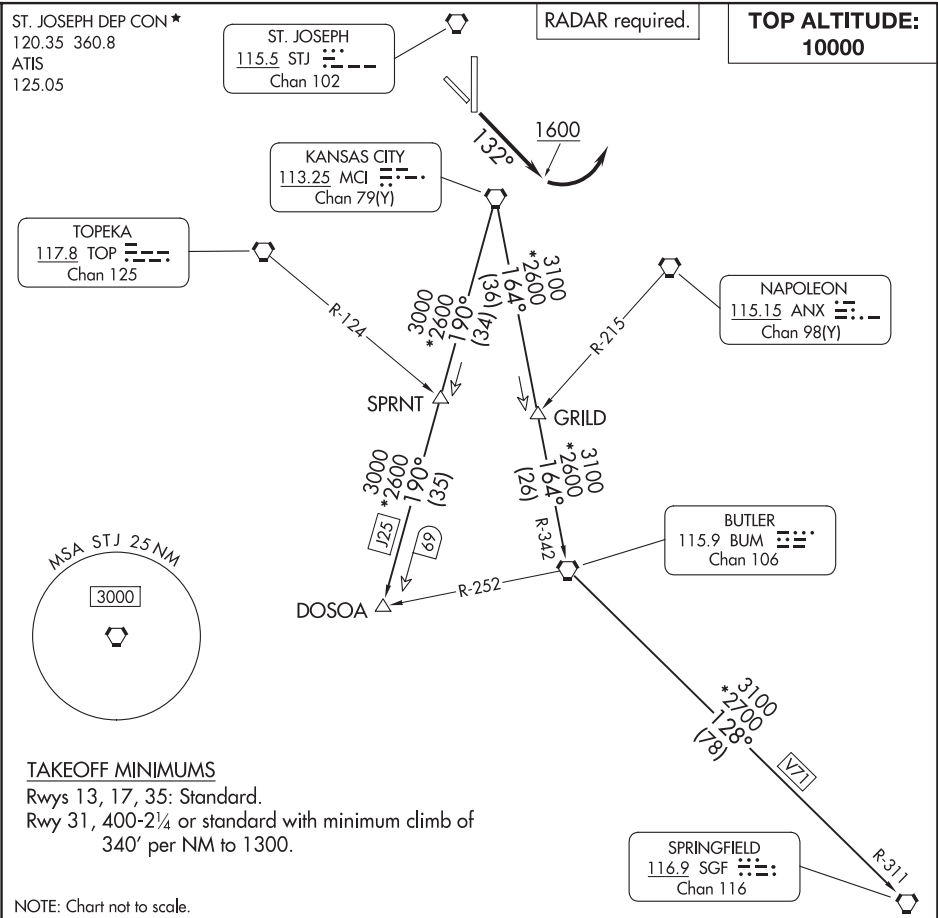 ST. JOSEPH DEP CON ★
120.35 360.8
ATIS
125.05
ST. JOSEPH
115.5 STJ
Chan 102
RADAR required.
TOP ALTITUDE:
10000
132°
1600
KANSAS CITY
113.25 MCI
Chan 79(Y)
TOPEKA
117.8 TOP
Chan 125
NAPOLEON
115.15 ANX
Chan 98(Y)
R-124
3000
*2600
190°
(34)
3100
*2600
164°
(36)
R-215
SPRNT
GRILD
3000
*2600
190°
(35)
3100
*2600
164°
(26)
J25
69
R-342
BUTLER
115.9 BUM
Chan 106
R-252
DOSOA
MSA STJ 25 NM
3000
3100
*2700
128°
(78)
V71
TAKEOFF MINIMUMS
Rwys 13, 17, 35: Standard.
Rwy 31, 400-2¼ or standard with minimum climb of
340' per NM to 1300.
SPRINGFIELD
116.9 SGF
Chan 116
R-311
NOTE: Chart not to scale.